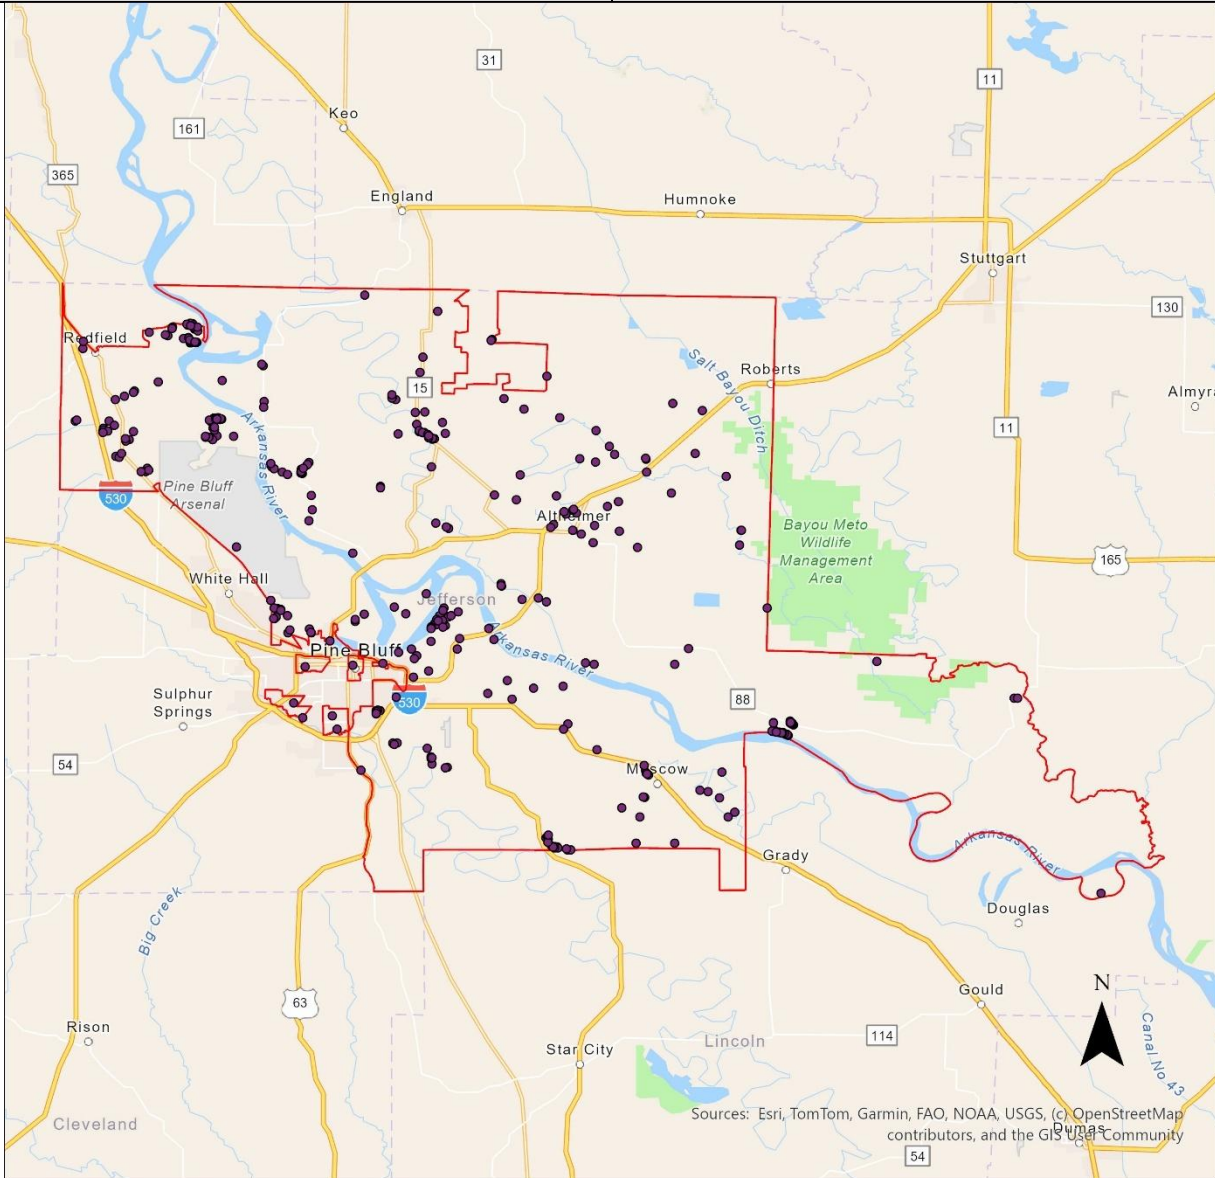 31
11
Keo
161
365
England
Humnoke
Stuttgart
130
Redfield
Salt Bayou Ditch
Roberts
15
Almyra
11
Arkansas River
Pine Bluff
Arsenal
530
Altheimer
Bayou Meto
Wildlife
Management
Area
165
White Hall
Jefferson
Arkansas River
Pine Bluff
Sulphur
Springs
530
88
54
Moscow
Grady
Arkansas River
Big Creek
Douglas
N
Gould
63
Canal No 43
Rison
114
Lincoln
Star City
Sources: Esri, TomTom, Garmin, FAO, NOAA, USGS, (c) OpenStreetMap
contributors, and the GIS User Community
Dumas
Cleveland
54